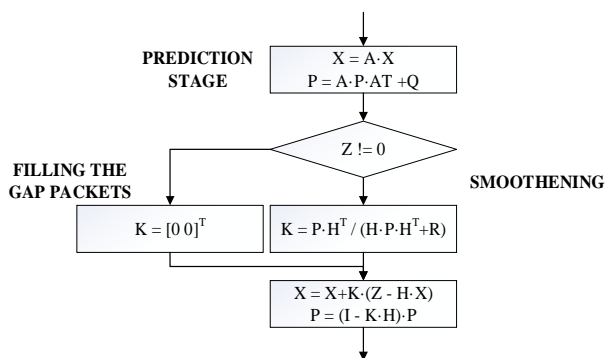 PREDICTION
STAGE
X = A·X
P = A·P·AT +Q
Z != 0
FILLING THE
GAP PACKETS
SMOOTHENING
K = [0 0]ᵀ
K = P·Hᵀ / (H·P·Hᵀ+R)
X = X+K·(Z - H·X)
P = (I - K·H)·P